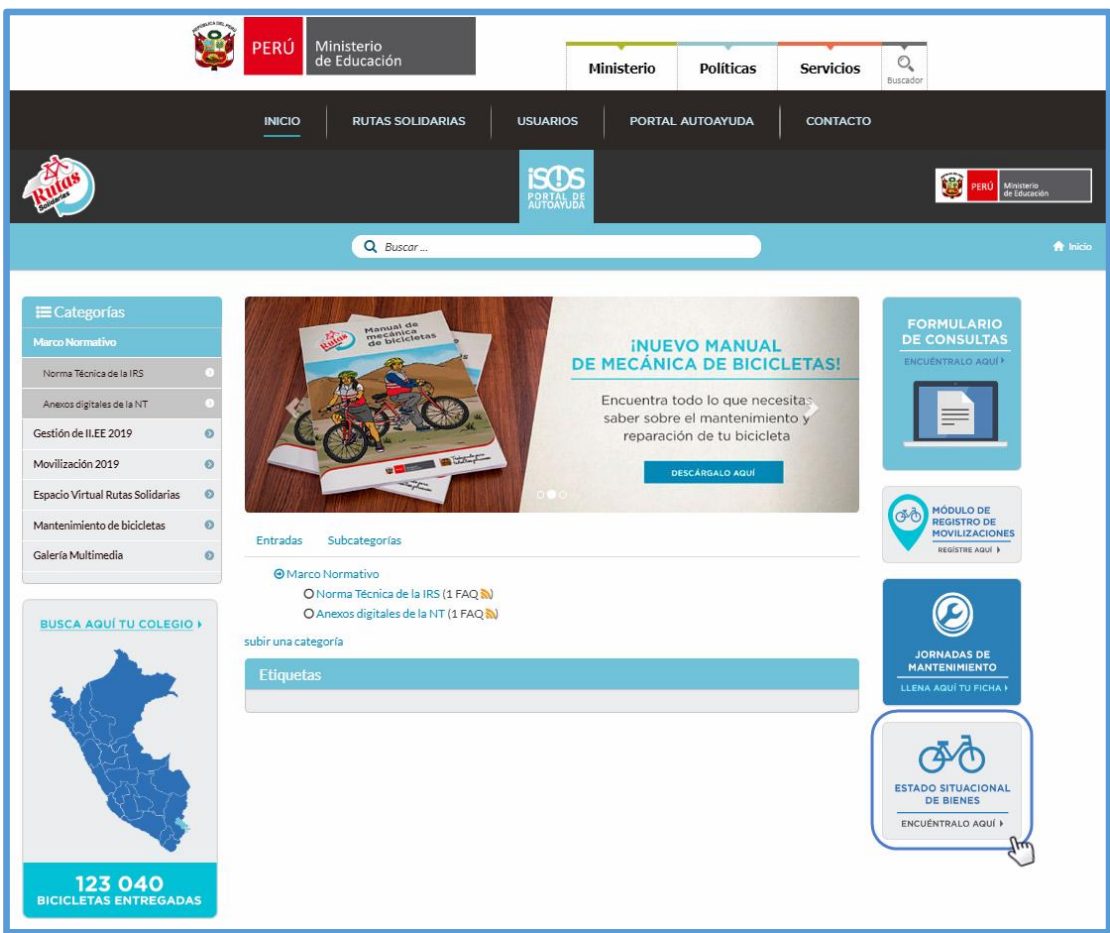 REPÚBLICA DEL PERÚ
PERÚ
Ministerio
de Educación
Ministerio
Políticas
Servicios
Buscador
INICIO
RUTAS SOLIDARIAS
USUARIOS
PORTAL AUTOAYUDA
CONTACTO
Rutas
Solidarias
iSOS
PORTAL DE
AUTOAYUDA
PERÚ
Ministerio
de Educación
Buscar ...
Inicio
Categorías
Marco Normativo
Norma Técnica de la IRS
Anexos digitales de la NT
Gestión de II.EE 2019
Movilización 2019
Espacio Virtual Rutas Solidarias
Mantenimiento de bicicletas
Galería Multimedia
BUSCA AQUÍ TU COLEGIO
123 040
BICICLETAS ENTREGADAS
Rutas
Manual de
mecánica
de bicicletas
¡NUEVO MANUAL
DE MECÁNICA DE BICICLETAS!
Encuentra todo lo que necesitas
saber sobre el mantenimiento y
reparación de tu bicicleta
DESCÁRGALO AQUÍ
Entradas
Subcategorías
Marco Normativo
Norma Técnica de la IRS (1 FAQ)
Anexos digitales de la NT (1 FAQ)
subir una categoría
Etiquetas
FORMULARIO
DE CONSULTAS
ENCUÉNTRALO AQUÍ
MÓDULO DE
REGISTRO DE
MOVILIZACIONES
REGÍSTRE AQUÍ
JORNADAS DE
MANTENIMIENTO
LLENA AQUÍ TU FICHA
ESTADO SITUACIONAL
DE BIENES
ENCUÉNTRALO AQUÍ